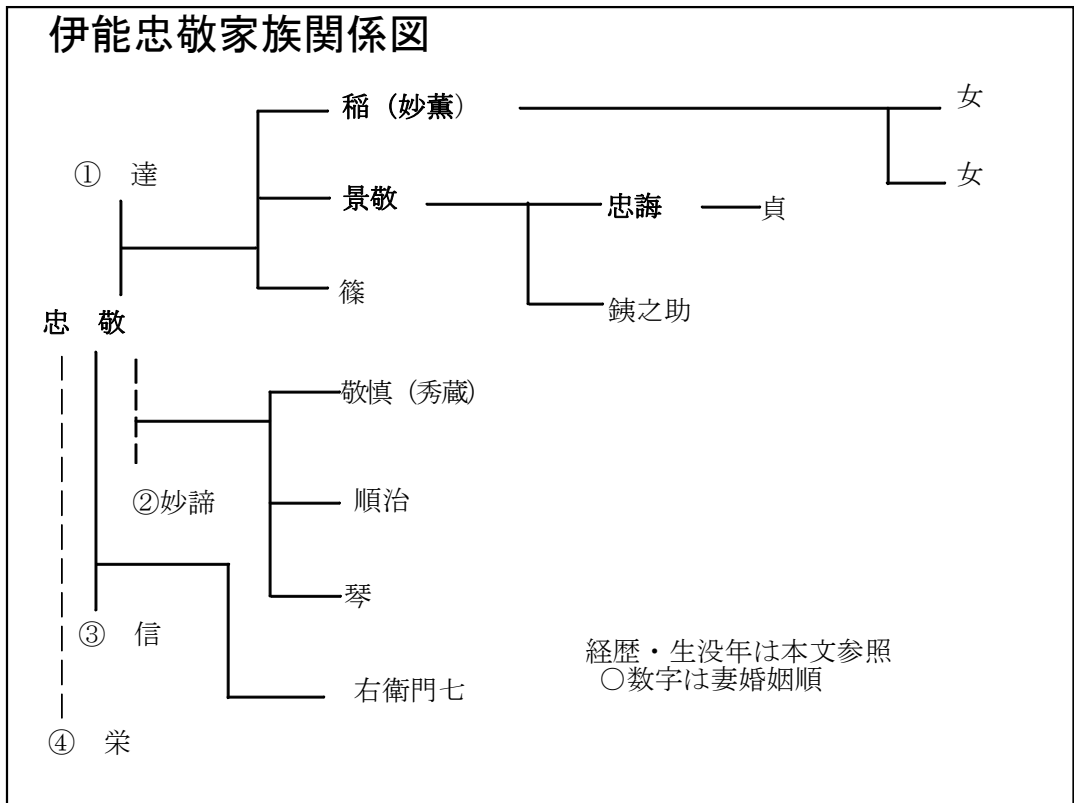 伊能忠敬家族関係図
稲（妙薫）
女
① 達
女
景敬
忠誨
貞
篠
銕之助
忠 敬
敬慎（秀蔵）
②妙諦
順治
琴
③ 信
経歴・生没年は本文参照
○数字は妻婚姻順
右衛門七
④ 栄